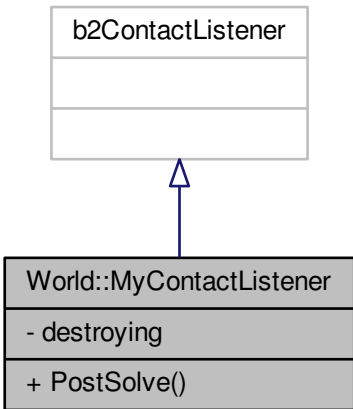 b2ContactListener
World::MyContactListener
- destroying
+ PostSolve()